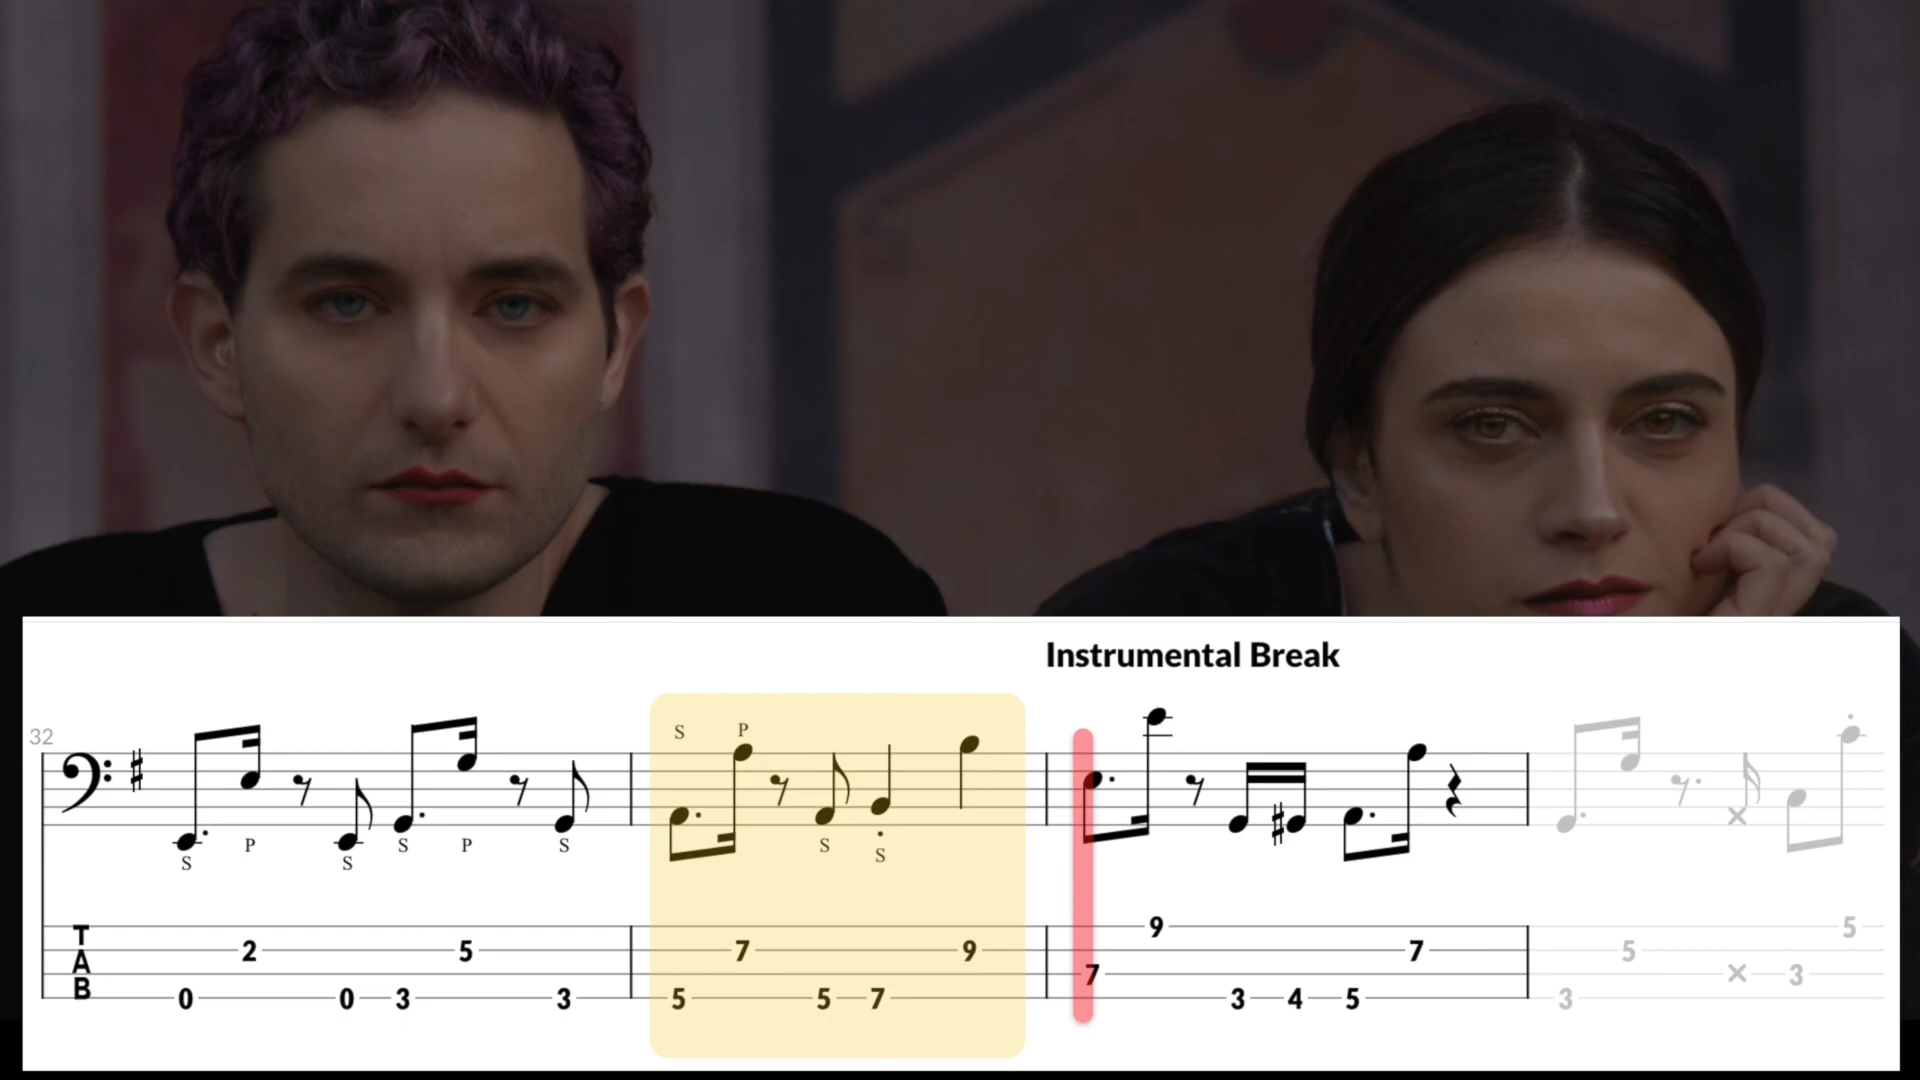 Instrumental Break
32
S P S S P S S P S S
T 9 9 5
A 2 5 7 9 7 5
7 × 3
B 0 0 3 3 5 5 7 3 4 5 3